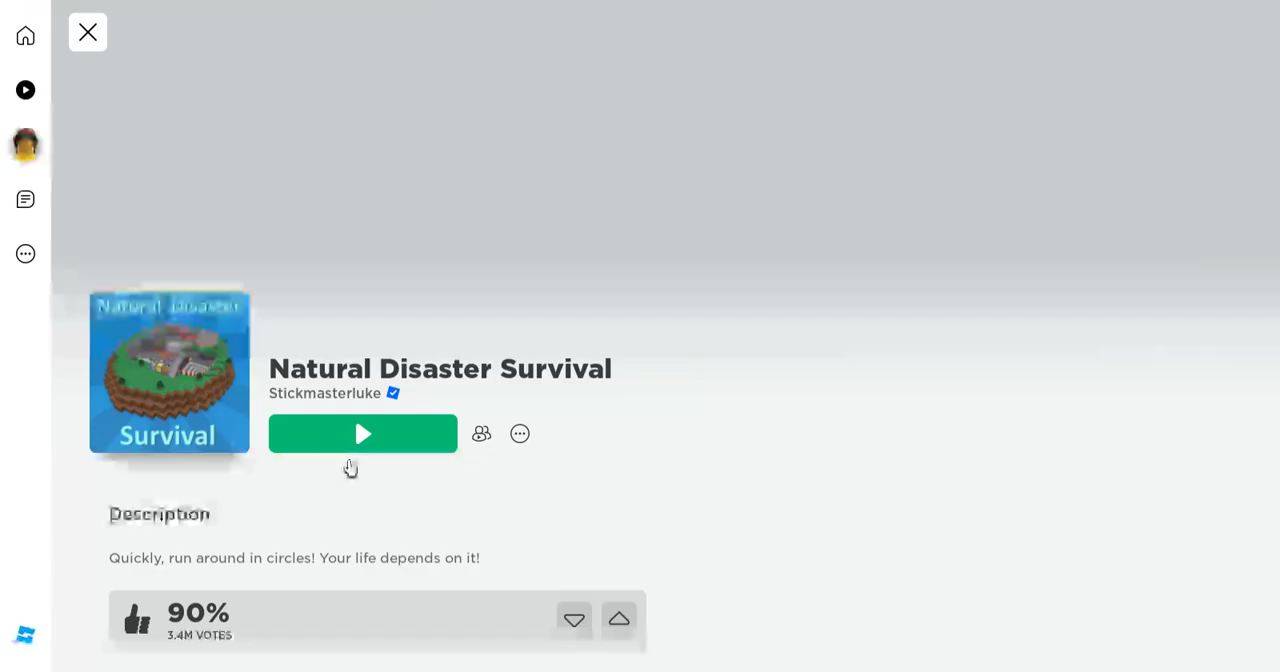 Natural Disaster
Survival
Natural Disaster Survival
Stickmasterluke
Description
Quickly, run around in circles! Your life depends on it!
90%
3.4M VOTES